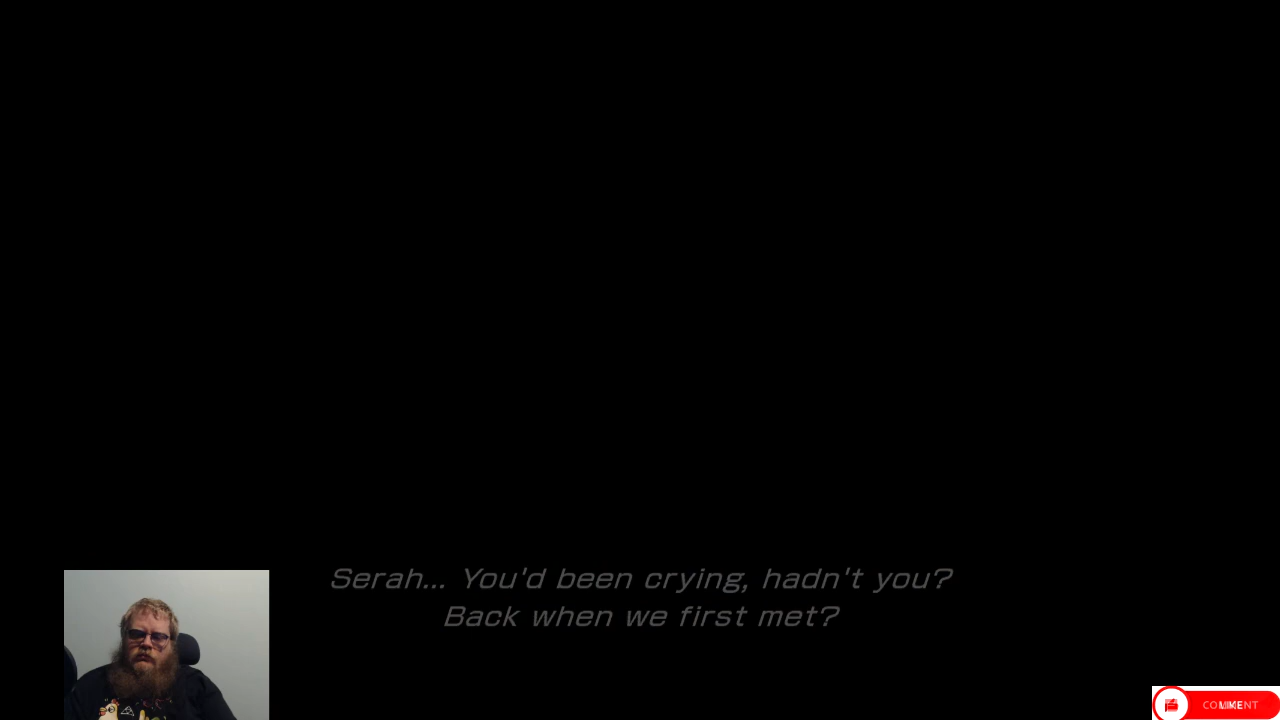 Serah... You'd been crying, hadn't you?
Back when we first met?